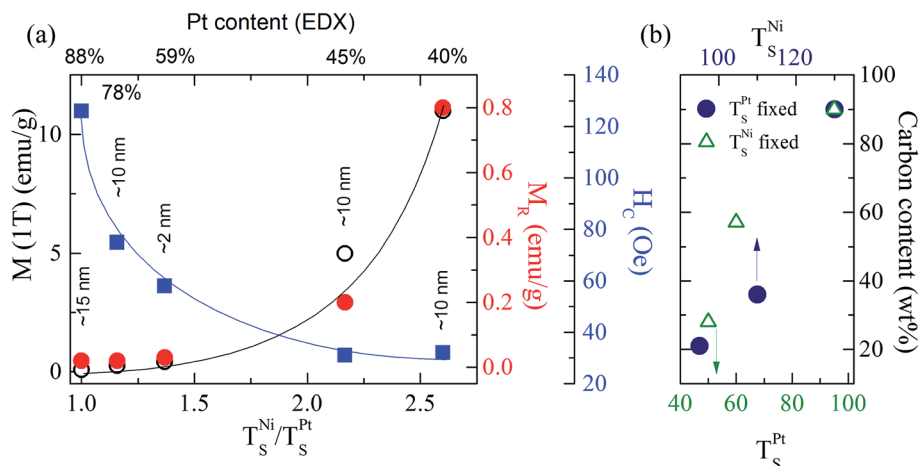 Pt content (EDX)
(a)
88%
78%
59%
45%
40%
M (1T) (emu/g)
10
5
0
~15 nm
~10 nm
~2 nm
~10 nm
~10 nm
1.0
1.5
2.0
2.5
T_S^Ni/T_S^Pt
0.8
0.6
0.4
0.2
0.0
M_R (emu/g)
140
120
100
80
60
40
20
H_C (Oe)
(b)
T_S^Ni
100
120
T_S^Pt fixed
T_S^Ni fixed
100
80
60
40
20
Carbon content (wt%)
40
60
80
100
T_S^Pt